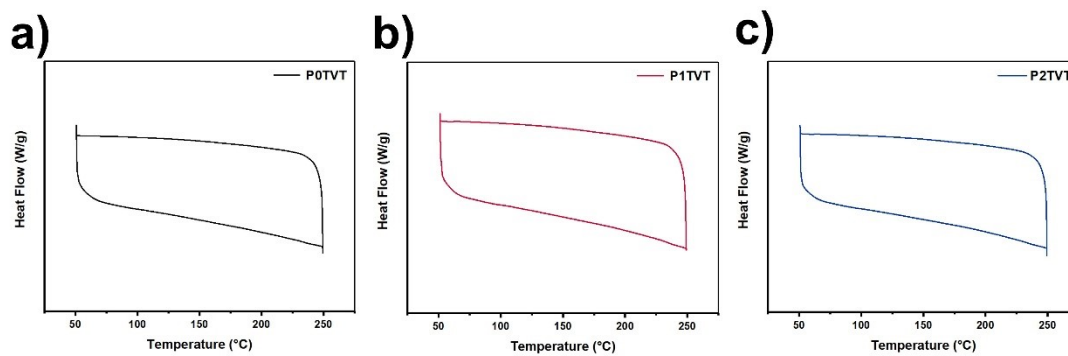 a)
P0TVT
Heat Flow (W/g)
50 100 150 200 250
Temperature (°C)
b)
P1TVT
Heat Flow (W/g)
50 100 150 200 250
Temperature (°C)
c)
P2TVT
Heat Flow (W/g)
50 100 150 200 250
Temperature (°C)